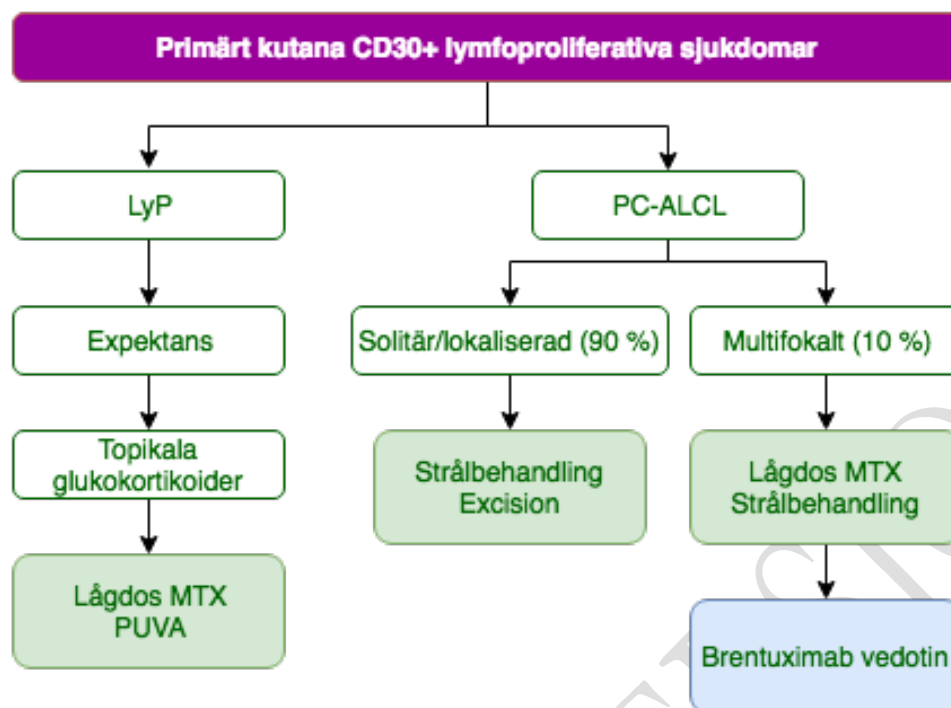 Primärt kutana CD30+ lymfoproliferativa sjukdomar
LyP
PC-ALCL
Expektans
Solitär/lokaliserad (90 %)
Multifokalt (10 %)
Topikala
glukokortikoider
Strålbehandling
Excision
Lågdos MTX
Strålbehandling
Lågdos MTX
PUVA
Brentuximab vedotin